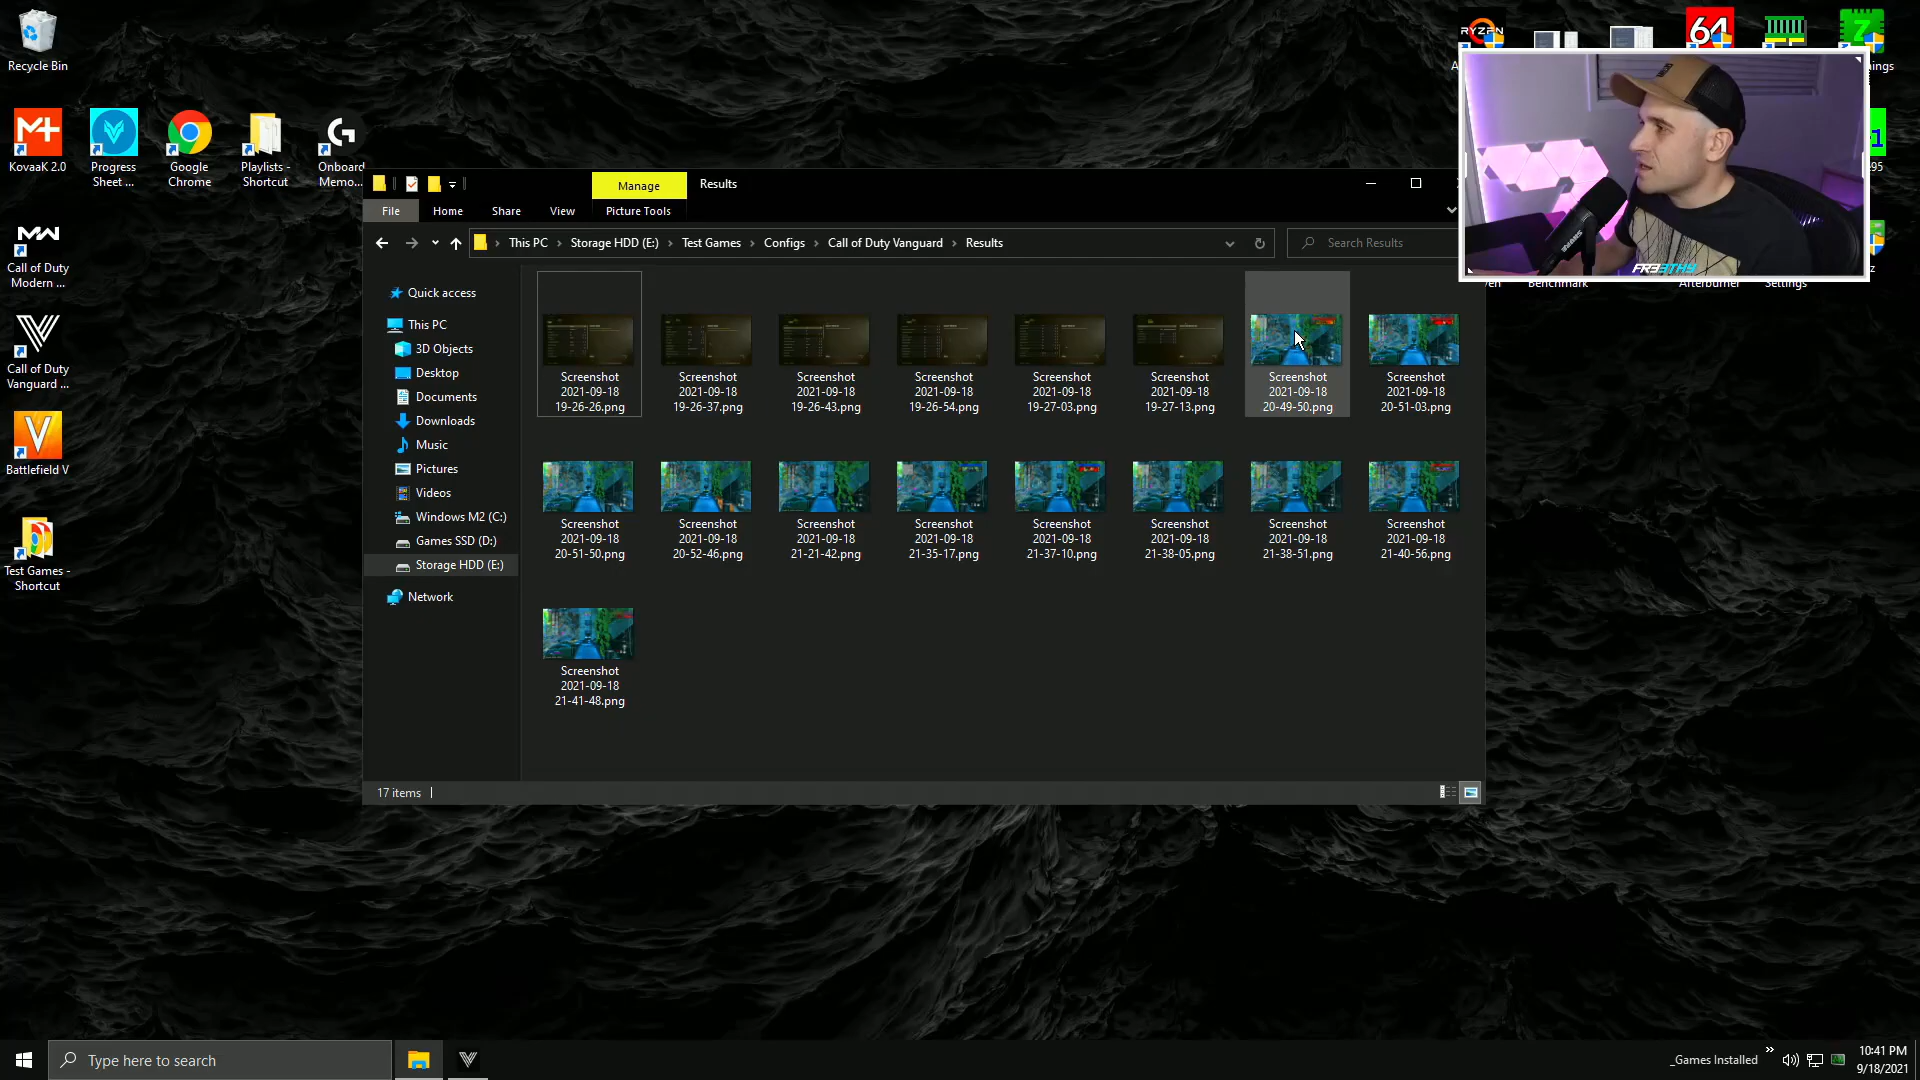 Recycle Bin
KovaaK 2.0
Progress
Sheet ...
Google
Chrome
Playlists -
Shortcut
Onboard
Memo...
Call of Duty
Modern ...
Call of Duty
Vanguard ...
Battlefield V
Test Games -
Shortcut
Manage
Results
File
Home
Share
View
Picture Tools
This PC
Storage HDD (E:)
Test Games
Configs
Call of Duty Vanguard
Results
Search Results
Quick access
This PC
3D Objects
Desktop
Documents
Downloads
Music
Pictures
Videos
Windows M2 (C:)
Games SSD (D:)
Storage HDD (E:)
Network
Screenshot
2021-09-18
19-26-26.png
Screenshot
2021-09-18
19-26-37.png
Screenshot
2021-09-18
19-26-43.png
Screenshot
2021-09-18
19-26-54.png
Screenshot
2021-09-18
19-27-03.png
Screenshot
2021-09-18
19-27-13.png
Screenshot
2021-09-18
20-49-50.png
Screenshot
2021-09-18
20-51-03.png
Screenshot
2021-09-18
20-51-50.png
Screenshot
2021-09-18
20-52-46.png
Screenshot
2021-09-18
21-21-42.png
Screenshot
2021-09-18
21-35-17.png
Screenshot
2021-09-18
21-37-10.png
Screenshot
2021-09-18
21-38-05.png
Screenshot
2021-09-18
21-38-51.png
Screenshot
2021-09-18
21-40-56.png
Screenshot
2021-09-18
21-41-48.png
17 items
RYZEN
64
FR33THY
Benchmark
Afterburner
Settings
Type here to search
_Games Installed
10:41 PM
9/18/2021